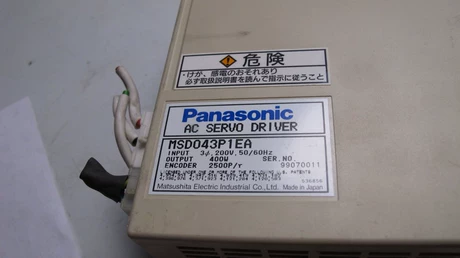 危険
・けが、感電のおそれあり
必ず取扱説明書を読んで指示に従うこと
Panasonic
AC SERVO DRIVER
MSD043P1EA
INPUT 3φ,200V,50/60Hz
OUTPUT 400W SER.NO.
ENCODER 2500P/r 99070011
Matsushita Electric Industrial Co.,Ltd. Made in Japan